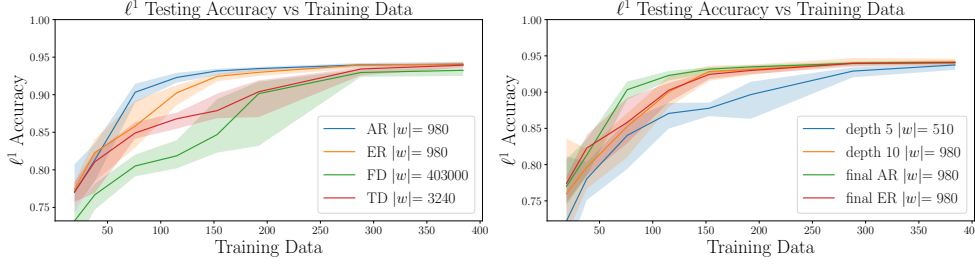 ℓ¹ Testing Accuracy vs Training Data
1.00
0.95
0.90
0.85
0.80
0.75
ℓ¹ Accuracy
AR |w|= 980
ER |w|= 980
FD |w|= 403000
TD |w|= 3240
50 100 150 200 250 300 350 400
Training Data
ℓ¹ Testing Accuracy vs Training Data
1.00
0.95
0.90
0.85
0.80
0.75
ℓ¹ Accuracy
depth 5 |w|= 510
depth 10 |w|= 980
final AR |w|= 980
final ER |w|= 980
50 100 150 200 250 300 350 400
Training Data